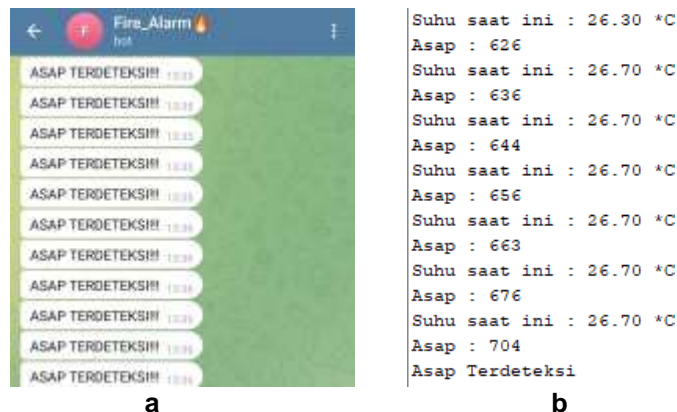 Fire_Alarm🔥
bot
F
ASAP TERDETEKSI!!!
ASAP TERDETEKSI!!!
ASAP TERDETEKSI!!!
ASAP TERDETEKSI!!!
ASAP TERDETEKSI!!!
ASAP TERDETEKSI!!!
ASAP TERDETEKSI!!!
ASAP TERDETEKSI!!!
ASAP TERDETEKSI!!!
ASAP TERDETEKSI!!!
ASAP TERDETEKSI!!!
a
Suhu saat ini : 26.30 *C
Asap : 626
Suhu saat ini : 26.70 *C
Asap : 636
Suhu saat ini : 26.70 *C
Asap : 644
Suhu saat ini : 26.70 *C
Asap : 656
Suhu saat ini : 26.70 *C
Asap : 663
Suhu saat ini : 26.70 *C
Asap : 676
Suhu saat ini : 26.70 *C
Asap : 704
Asap Terdeteksi
b